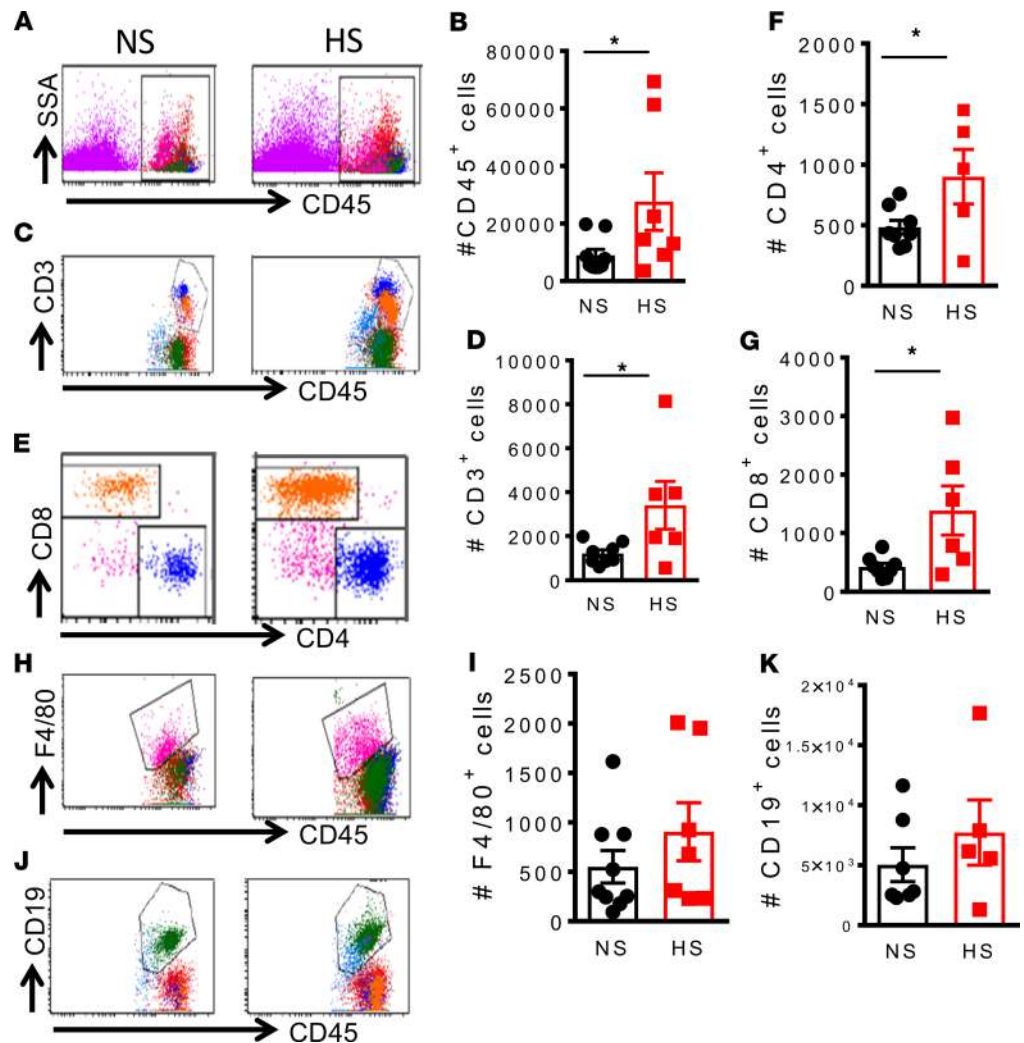 A
NS
HS
SSA
CD45
B
*
# CD45+ cells
80000
60000
40000
20000
0
NS
HS
F
*
# CD4+ cells
2000
1500
1000
500
0
NS
HS
C
CD3
CD45
D
*
# CD3+ cells
10000
8000
6000
4000
2000
0
NS
HS
G
*
# CD8+ cells
4000
3000
2000
1000
0
NS
HS
E
CD8
CD4
H
F4/80
CD45
I
# F4/80+ cells
2500
2000
1500
1000
500
0
NS
HS
K
# CD19+ cells
2×10⁴
1.5×10⁴
1×10⁴
5×10³
0
NS
HS
J
CD19
CD45